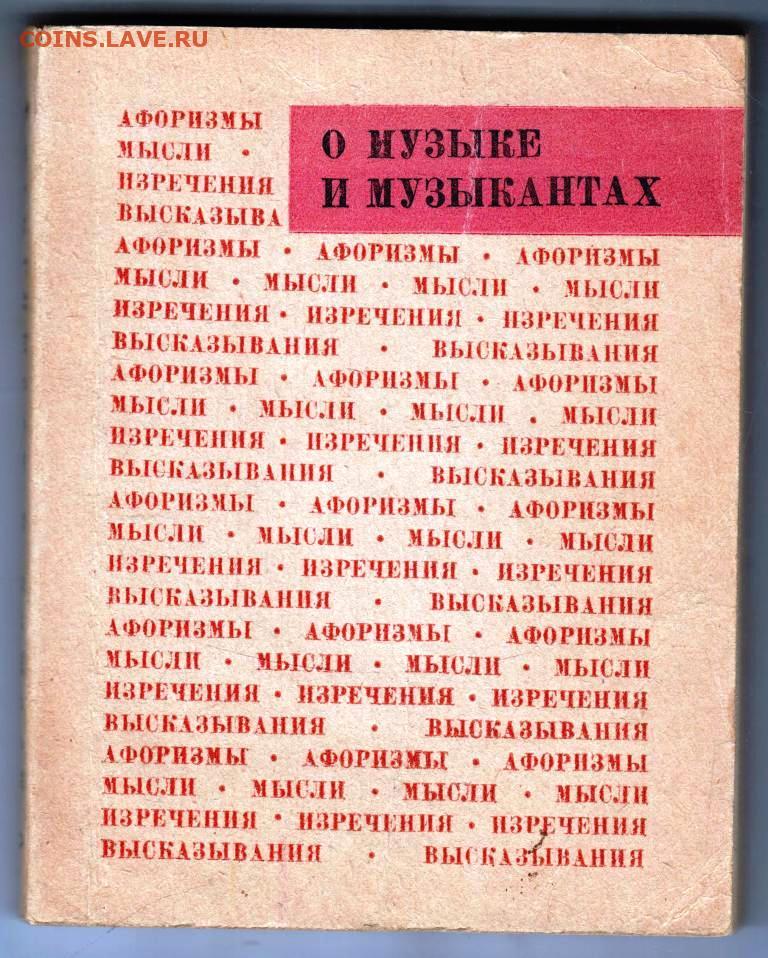 COINS.LAVE.RU
АФОРИЗМЫ
МЫСЛИ •
ИЗРЕЧЕНИЯ
ВЫСКАЗЫВА
О МУЗЫКЕ
И МУЗЫКАНТАХ
АФОРИЗМЫ • АФОРИЗМЫ • АФОРИЗМЫ
МЫСЛИ • МЫСЛИ • МЫСЛИ • МЫСЛИ
ИЗРЕЧЕНИЯ • ИЗРЕЧЕНИЯ • ИЗРЕЧЕНИЯ
ВЫСКАЗЫВАНИЯ • ВЫСКАЗЫВАНИЯ
АФОРИЗМЫ • АФОРИЗМЫ • АФОРИЗМЫ
МЫСЛИ • МЫСЛИ • МЫСЛИ • МЫСЛИ
ИЗРЕЧЕНИЯ • ИЗРЕЧЕНИЯ • ИЗРЕЧЕНИЯ
ВЫСКАЗЫВАНИЯ • ВЫСКАЗЫВАНИЯ
АФОРИЗМЫ • АФОРИЗМЫ • АФОРИЗМЫ
МЫСЛИ • МЫСЛИ • МЫСЛИ • МЫСЛИ
ИЗРЕЧЕНИЯ • ИЗРЕЧЕНИЯ • ИЗРЕЧЕНИЯ
ВЫСКАЗЫВАНИЯ • ВЫСКАЗЫВАНИЯ
АФОРИЗМЫ • АФОРИЗМЫ • АФОРИЗМЫ
МЫСЛИ • МЫСЛИ • МЫСЛИ • МЫСЛИ
ИЗРЕЧЕНИЯ • ИЗРЕЧЕНИЯ • ИЗРЕЧЕНИЯ
ВЫСКАЗЫВАНИЯ • ВЫСКАЗЫВАНИЯ
АФОРИЗМЫ • АФОРИЗМЫ • АФОРИЗМЫ
МЫСЛИ • МЫСЛИ • МЫСЛИ • МЫСЛИ
ИЗРЕЧЕНИЯ • ИЗРЕЧЕНИЯ • ИЗРЕЧЕНИЯ
ВЫСКАЗЫВАНИЯ • ВЫСКАЗЫВАНИЯ